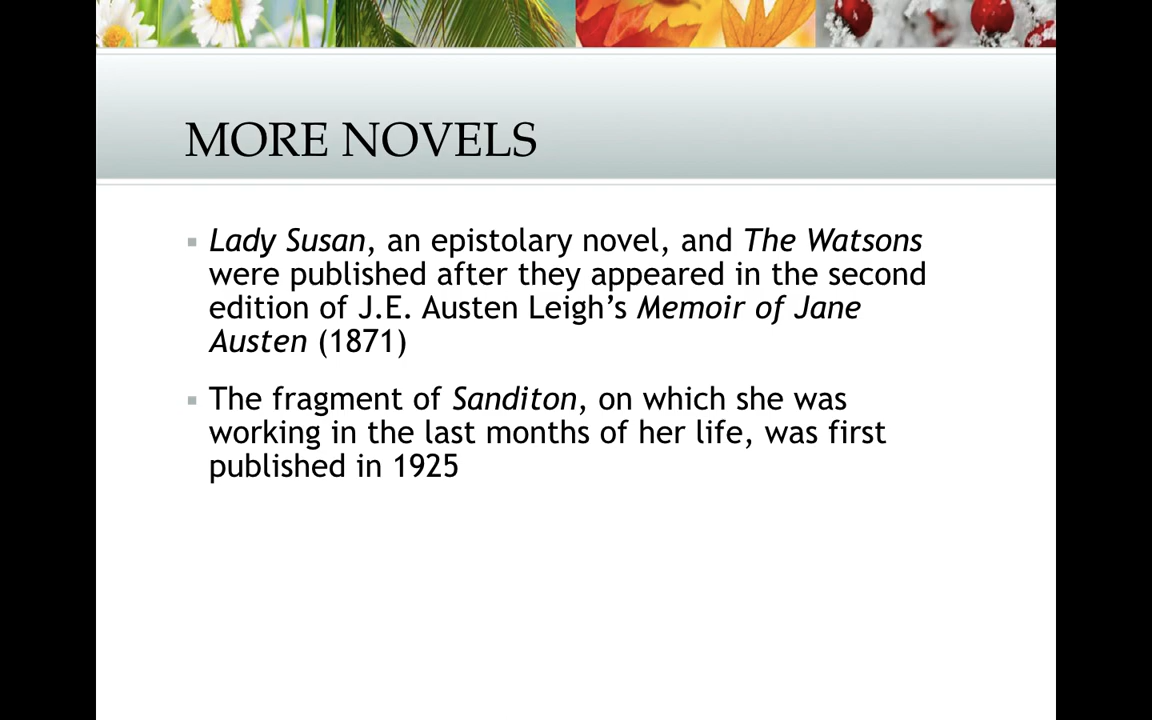 MORE NOVELS
Lady Susan, an epistolary novel, and The Watsons
were published after they appeared in the second
edition of J.E. Austen Leigh’s Memoir of Jane
Austen (1871)
The fragment of Sanditon, on which she was
working in the last months of her life, was first
published in 1925